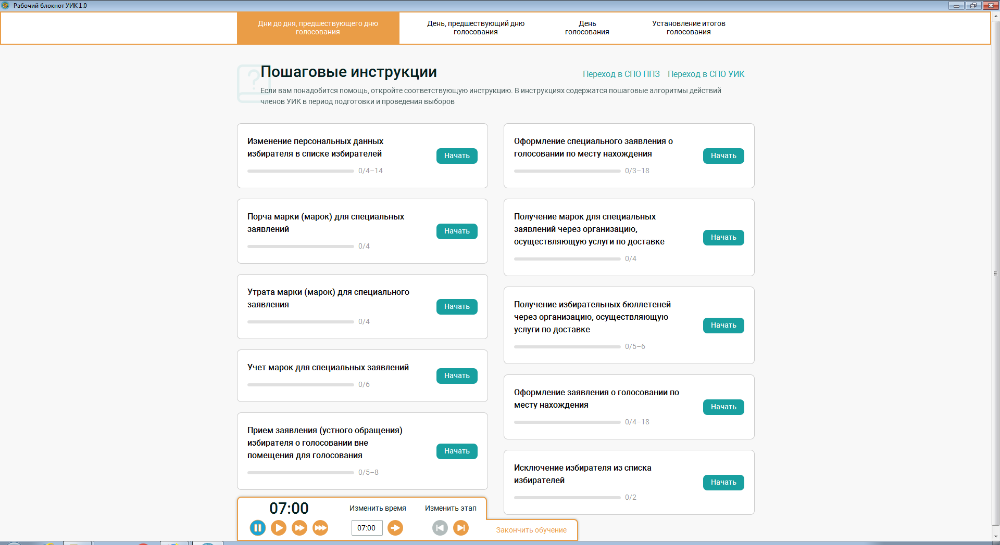 Рабочий блокнот УИК 1.0
Дни до дня, предшествующего дню
голосования
День, предшествующий дню
голосования
День
голосования
Установление итогов
голосования
Пошаговые инструкции
Переход в СПО ППЗ
Переход в СПО УИК
Если вам понадобится помощь, откройте соответствующую инструкцию. В инструкциях содержатся пошаговые алгоритмы действий
членов УИК в период подготовки и проведения выборов
Изменение персональных данных
избирателя в списке избирателей
Начать
0/4–14
Оформление специального заявления о
голосовании по месту нахождения
Начать
0/3–18
Порча марки (марок) для специальных
заявлений
Начать
0/4
Получение марок для специальных
заявлений через организацию,
осуществляющую услуги по доставке
Начать
0/4
Утрата марки (марок) для специального
заявления
Начать
0/4
Получение избирательных бюллетеней
через организацию, осуществляющую
услуги по доставке
Начать
0/5–6
Учет марок для специальных заявлений
Начать
0/6
Оформление заявления о голосовании по
месту нахождения
Начать
0/4–18
Прием заявления (устного обращения)
избирателя о голосовании вне
помещения для голосования
Начать
0/5–8
Исключение избирателя из списка
избирателей
Начать
0/2
07:00
Изменить время
Изменить этап
07:00
Закончить обучение